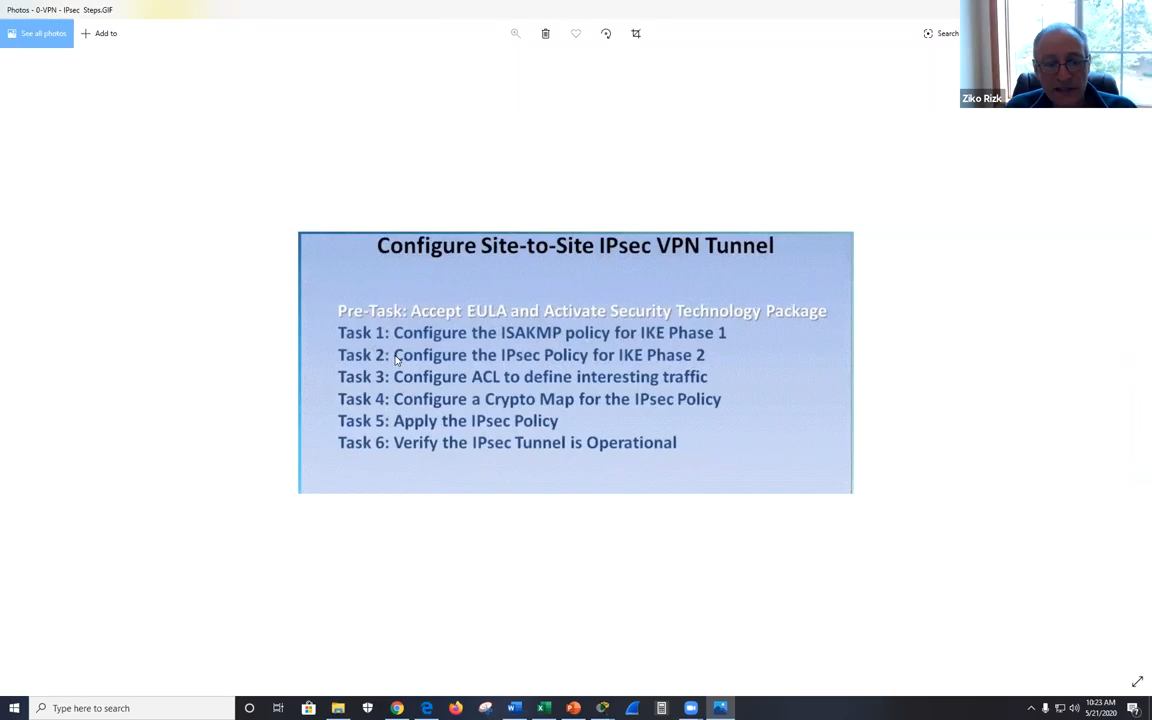 Photos - 0-VPN - IPsec Steps.GIF
See all photos
Add to
Search
Ziko Rizk
Configure Site-to-Site IPsec VPN Tunnel
Pre-Task: Accept EULA and Activate Security Technology Package
Task 1: Configure the ISAKMP policy for IKE Phase 1
Task 2: Configure the IPsec Policy for IKE Phase 2
Task 3: Configure ACL to define interesting traffic
Task 4: Configure a Crypto Map for the IPsec Policy
Task 5: Apply the IPsec Policy
Task 6: Verify the IPsec Tunnel is Operational
Type here to search
10:23 AM
5/21/2020